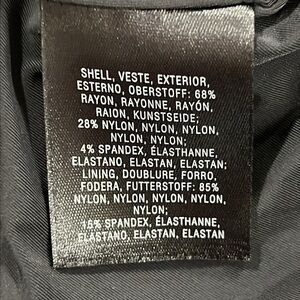 SHELL, VESTE, EXTERIOR,
ESTERNO, OBERSTOFF: 68%
RAYON, RAYONNE, RAYÓN,
RAION, KUNSTSEIDE;
28% NYLON, NYLON, NYLON,
NYLON, NYLON;
4% SPANDEX, ÉLASTHANNE,
ELASTANO, ELASTAN, ELASTAN;
LINING, DOUBLURE, FORRO,
FODERA, FUTTERSTOFF: 85%
NYLON, NYLON, NYLON, NYLON,
NYLON;
15% SPANDEX, ÉLASTHANNE,
ELASTANO, ELASTAN, ELASTAN